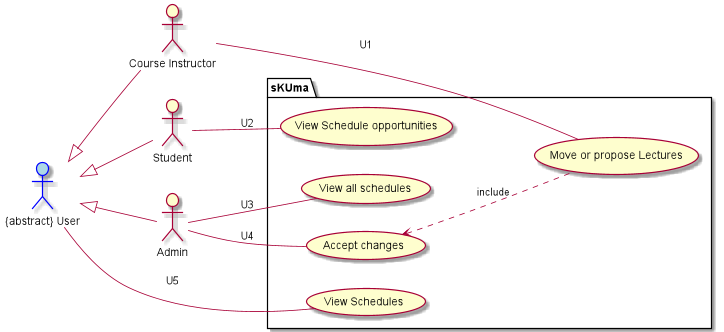 U1
Course Instructor
sKUma
U2
View Schedule opportunities
Student
Move or propose Lectures
View all schedules
include
{abstract} User
U3
U4
Accept changes
Admin
U5
View Schedules